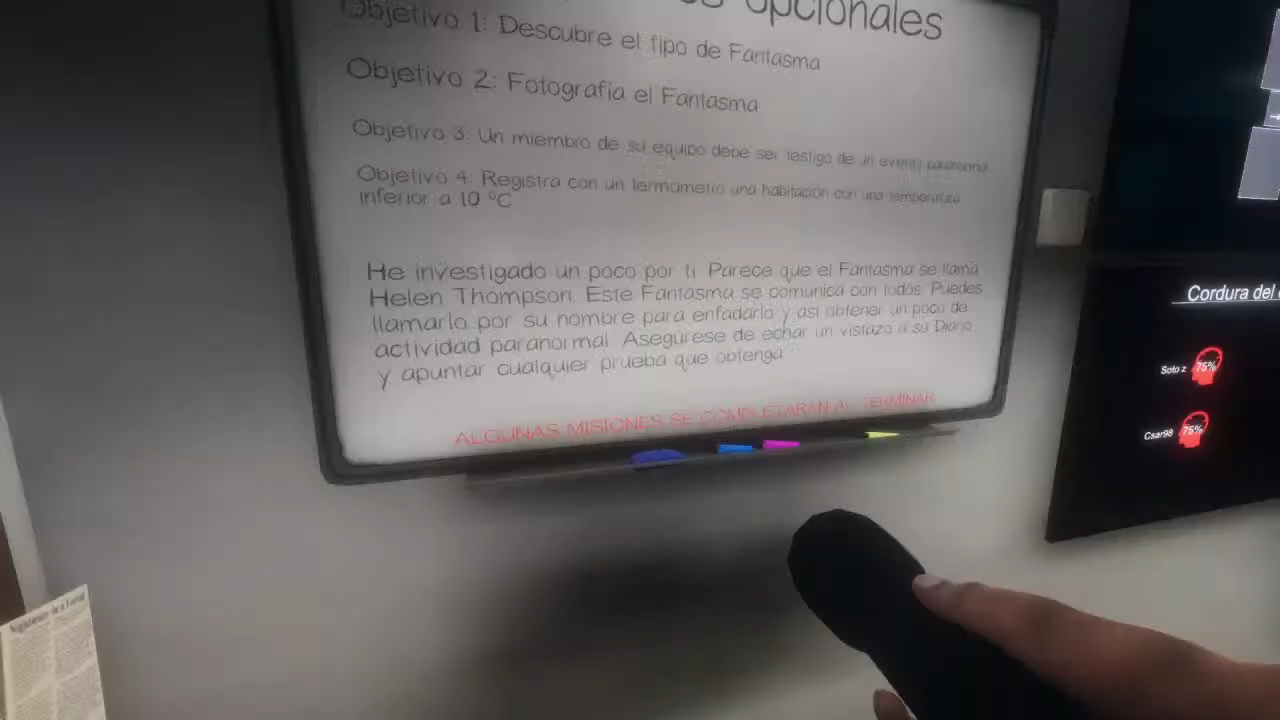 opcionales
Objetivo 1: Descubre el tipo de Fantasma
Objetivo 2: Fotografía el Fantasma
Objetivo 3: Un miembro de su equipo debe ser testigo de un evento paranormal
Objetivo 4: Registra con un termómetro una habitación con una temperatura
inferior a 10 ºC
He investigado un poco por ti. Parece que el Fantasma se llama
Helen Thompson. Este Fantasma se comunica con todos. Puedes
llamarlo por su nombre para enfadarlo y así obtener un poco de
actividad paranormal. Asegúrese de echar un vistazo a su Diario
y apuntar cualquier prueba que obtenga
ALGUNAS MISIONES SE COMPLETARÁN AL TERMINAR
Cordura del
Soto z 75%
Csar98 75%